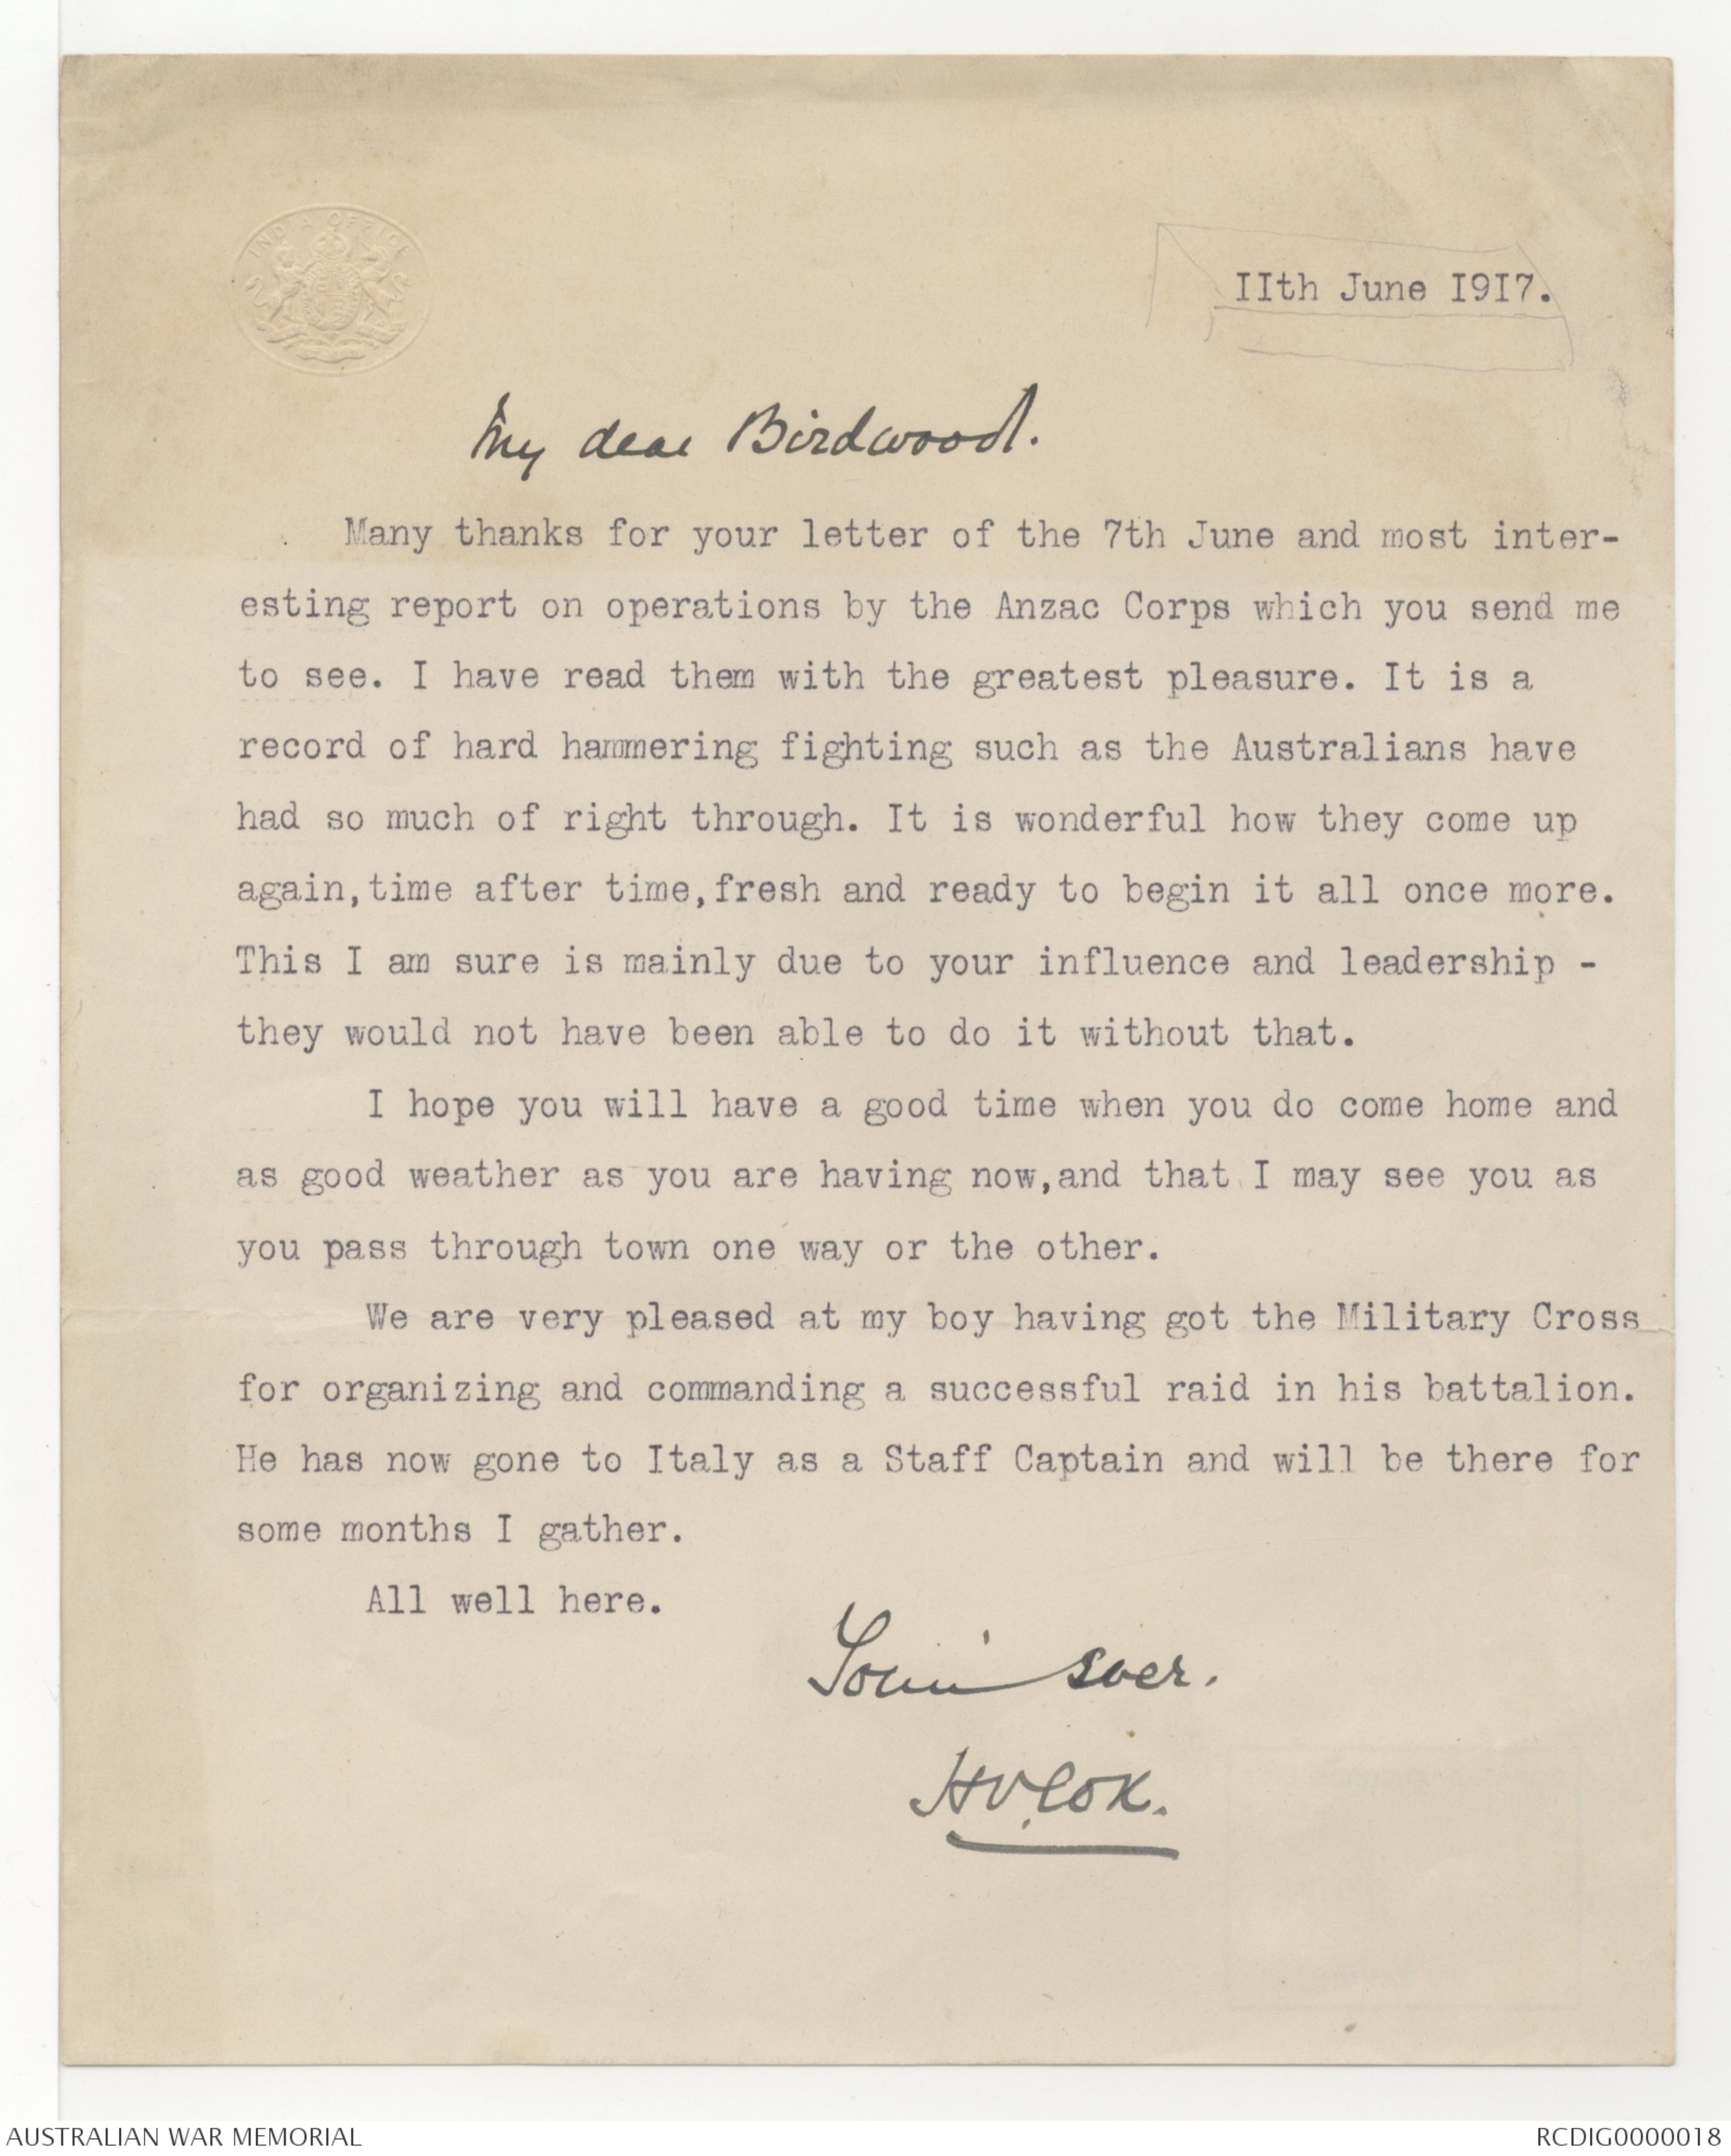 INDIA OFFICE
IIth June I9I7.
My dear Birdwood.
Many thanks for your letter of the 7th June and most inter-
esting report on operations by the Anzac Corps which you send me
to see. I have read them with the greatest pleasure. It is a
record of hard hammering fighting such as the Australians have
had so much of right through. It is wonderful how they come up
again,time after time,fresh and ready to begin it all once more.
This I am sure is mainly due to your influence and leadership -
they would not have been able to do it without that.
I hope you will have a good time when you do come home and
as good weather as you are having now,and that I may see you as
you pass through town one way or the other.
We are very pleased at my boy having got the Military Cross
for organizing and commanding a successful raid in his battalion.
He has now gone to Italy as a Staff Captain and will be there for
some months I gather.
All well here.
Yours ever.
HVCox.
AUSTRALIAN WAR MEMORIAL
RCDIG0000018